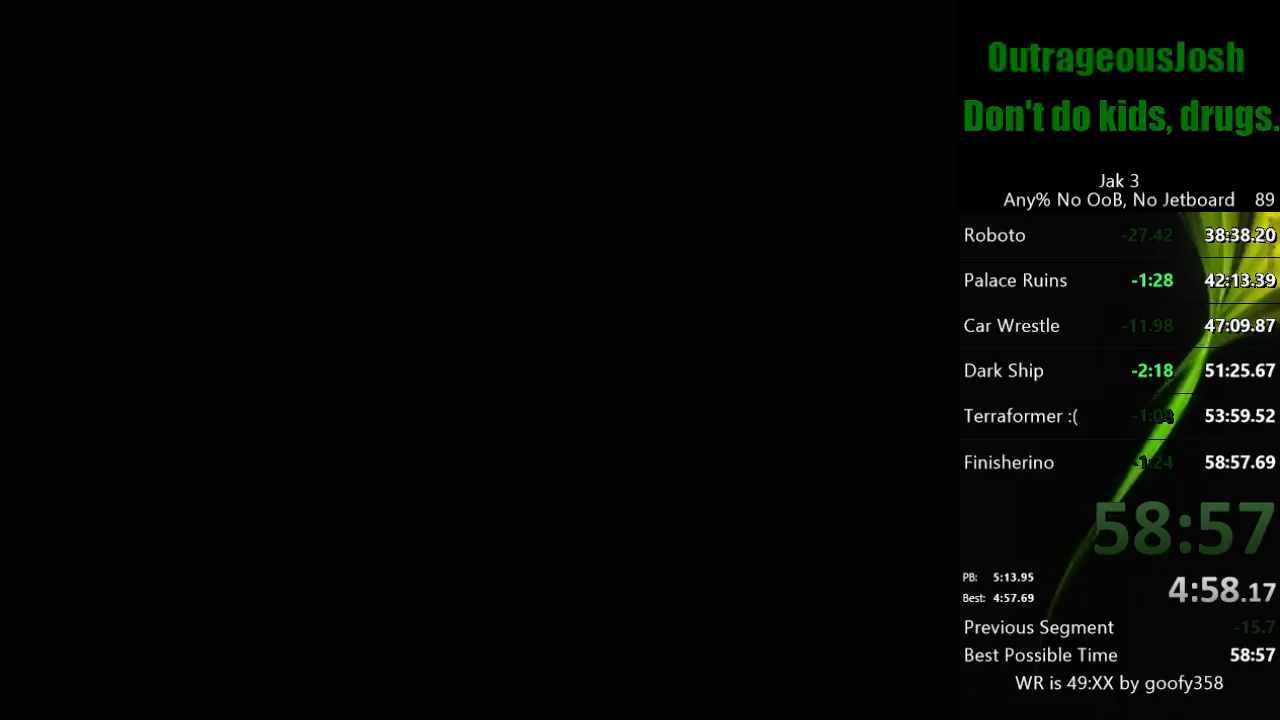 OutrageousJosh
Don't do kids, drugs.
Jak 3
Any% No OoB, No Jetboard 89
Roboto -27.42 38:38.20
Palace Ruins -1:28 42:13.39
Car Wrestle -11.98 47:09.87
Dark Ship -2:18 51:25.67
Terraformer :( -1:08 53:59.52
Finisherino -1:24 58:57.69
58:57
PB: 5:13.95
Best: 4:57.69
4:58.17
Previous Segment -15.7
Best Possible Time 58:57
WR is 49:XX by goofy358